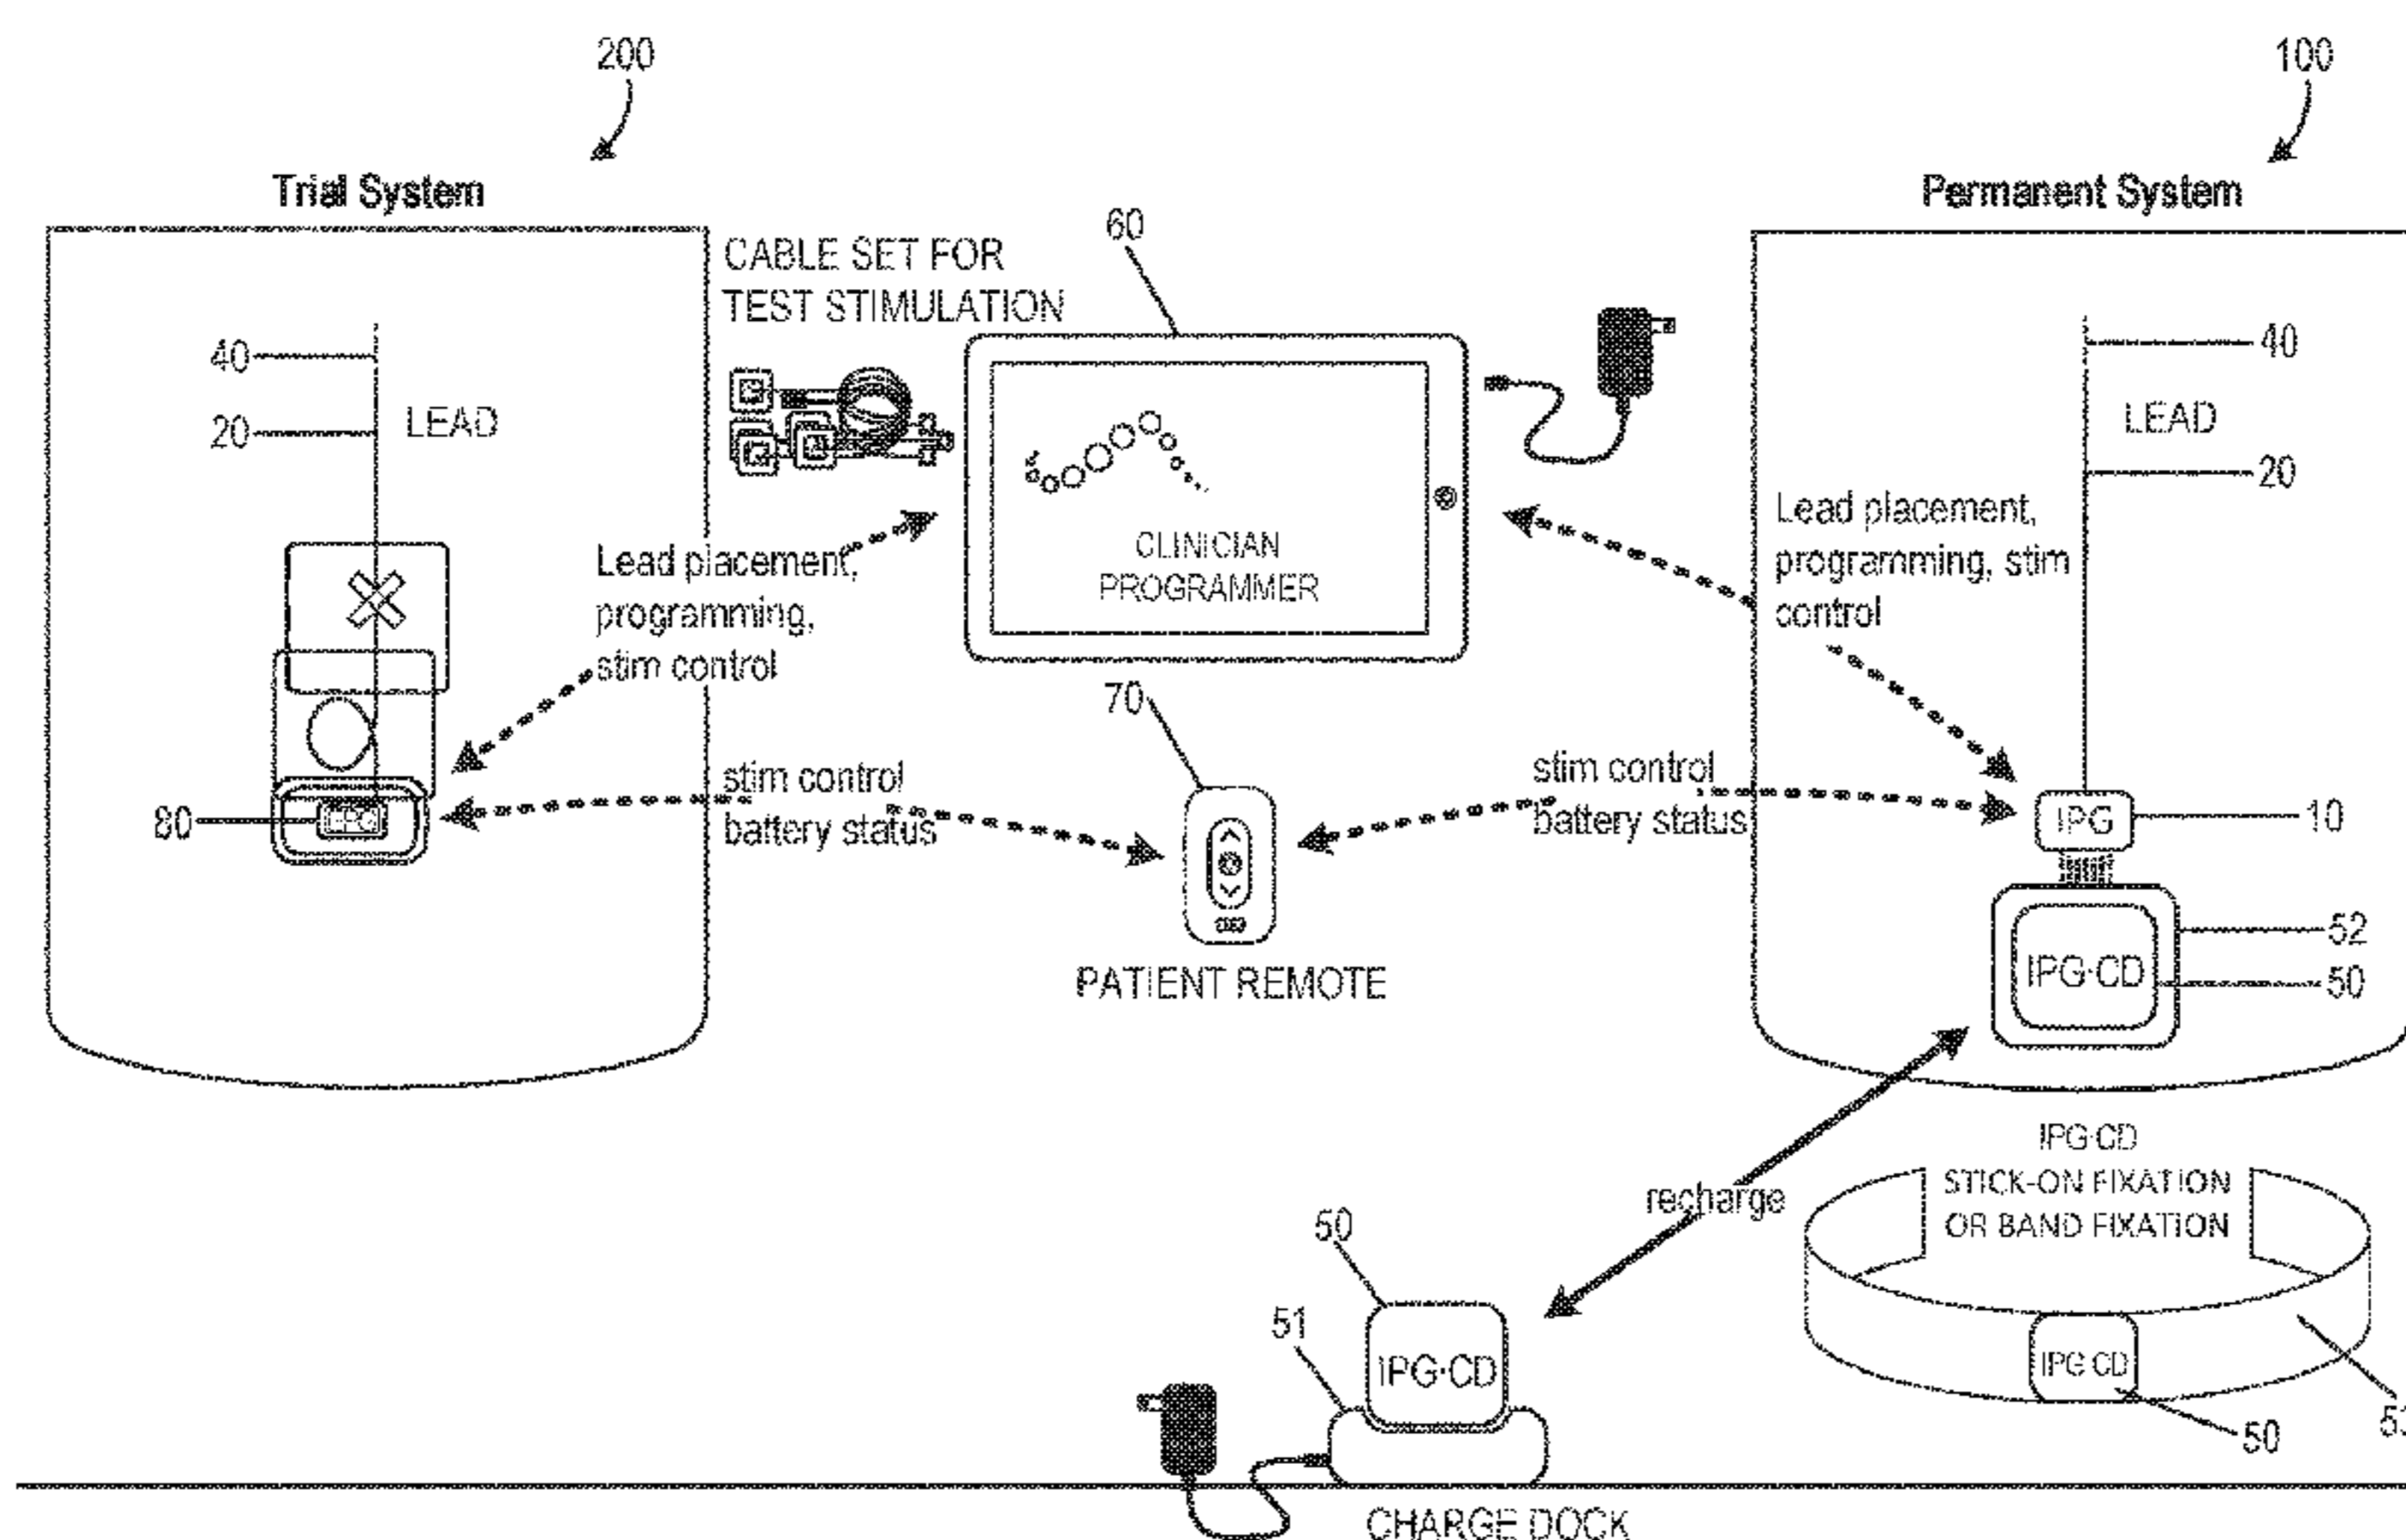 200
100
Trial System
Permanent System
CABLE SET FOR
TEST STIMULATION
60
40
20
LEAD
40
LEAD
20
Lead placement,
programming,
stim control
CLINICIAN
PROGRAMMER
Lead placement,
programming, stim
control
70
80
stim control
battery status
stim control
battery status
IPG
10
PATIENT REMOTE
IPG·CD
52
50
IPG·CD
STICK-ON FIXATION
OR BAND FIXATION
recharge
50
51
IPG·CD
IPG CD
50
CHARGE DOCK